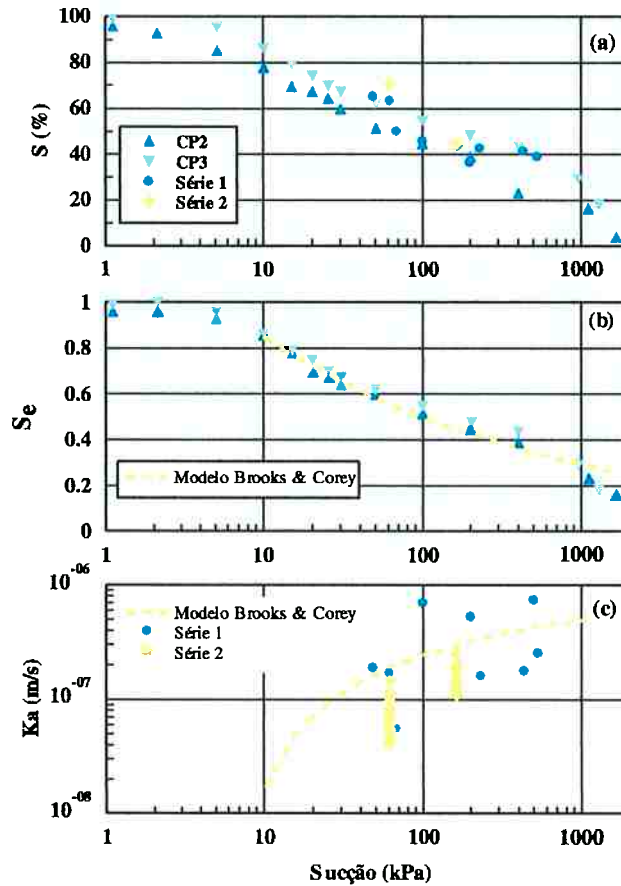 100
80
60
40
20
0
S (%)
(a)
CP2
CP3
Série 1
Série 2
1
10
100
1000
1
0.8
0.6
0.4
0.2
0
Se
(b)
Modelo Brooks & Corey
1
10
100
1000
10-06
10-07
10-08
Ka (m/s)
(c)
Modelo Brooks & Corey
Série 1
Série 2
1
10
100
1000
Sucção (kPa)